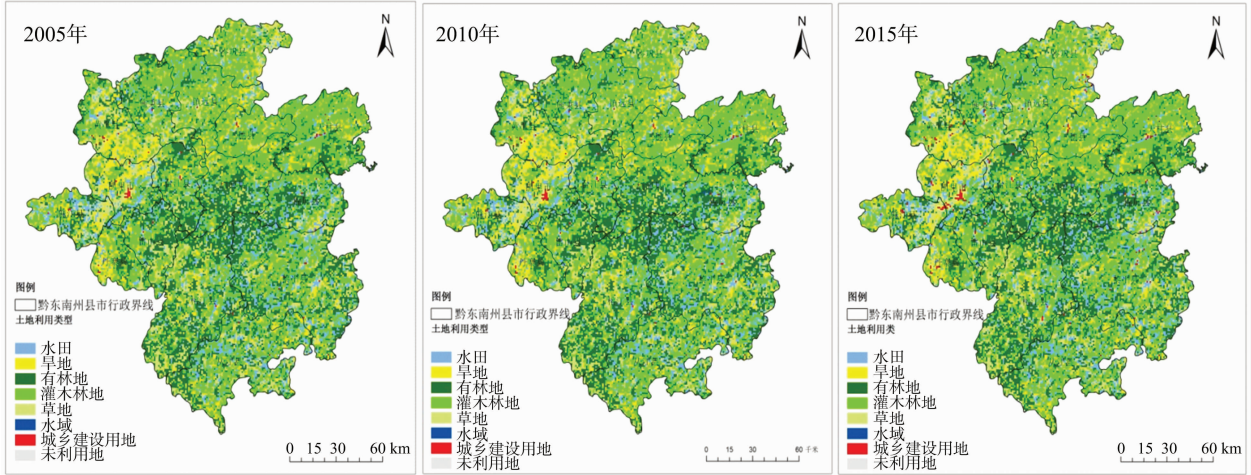 2005年
N
图例
黔东南州县市行政界线
土地利用类型
水田
旱地
有林地
灌木林地
草地
水域
城乡建设用地
未利用地
0 15 30 60 km
2010年
N
图例
黔东南州县市行政界线
土地利用类型
水田
旱地
有林地
灌木林地
草地
水域
城乡建设用地
未利用地
0 15 30 60 千米
2015年
N
图例
黔东南州县市行政界线
土地利用类
水田
旱地
有林地
灌木林地
草地
水域
城乡建设用地
未利用地
0 15 30 60 km